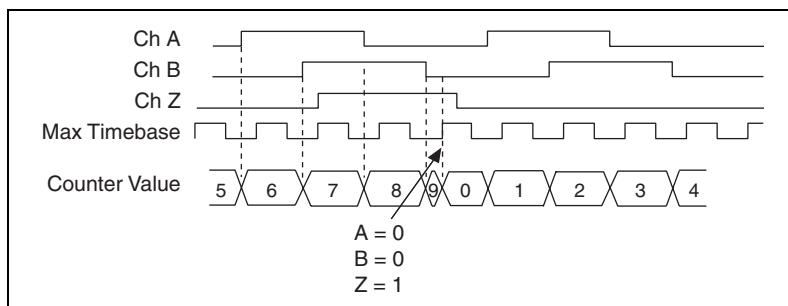 Ch A
Ch B
Ch Z
Max Timebase
Counter Value 5 6 7 8 9 0 1 2 3 4
A = 0
B = 0
Z = 1